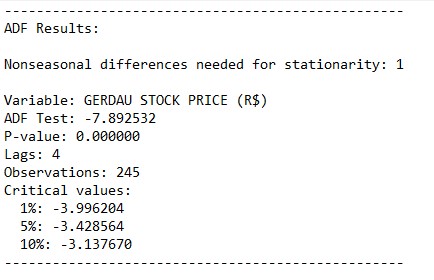 --------------------------------------------------
ADF Results:
Nonseasonal differences needed for stationarity: 1
Variable: GERDAU STOCK PRICE (R$)
ADF Test: -7.892532
P-value: 0.000000
Lags: 4
Observations: 245
Critical values:
1%: -3.996204
5%: -3.428564
10%: -3.137670
--------------------------------------------------